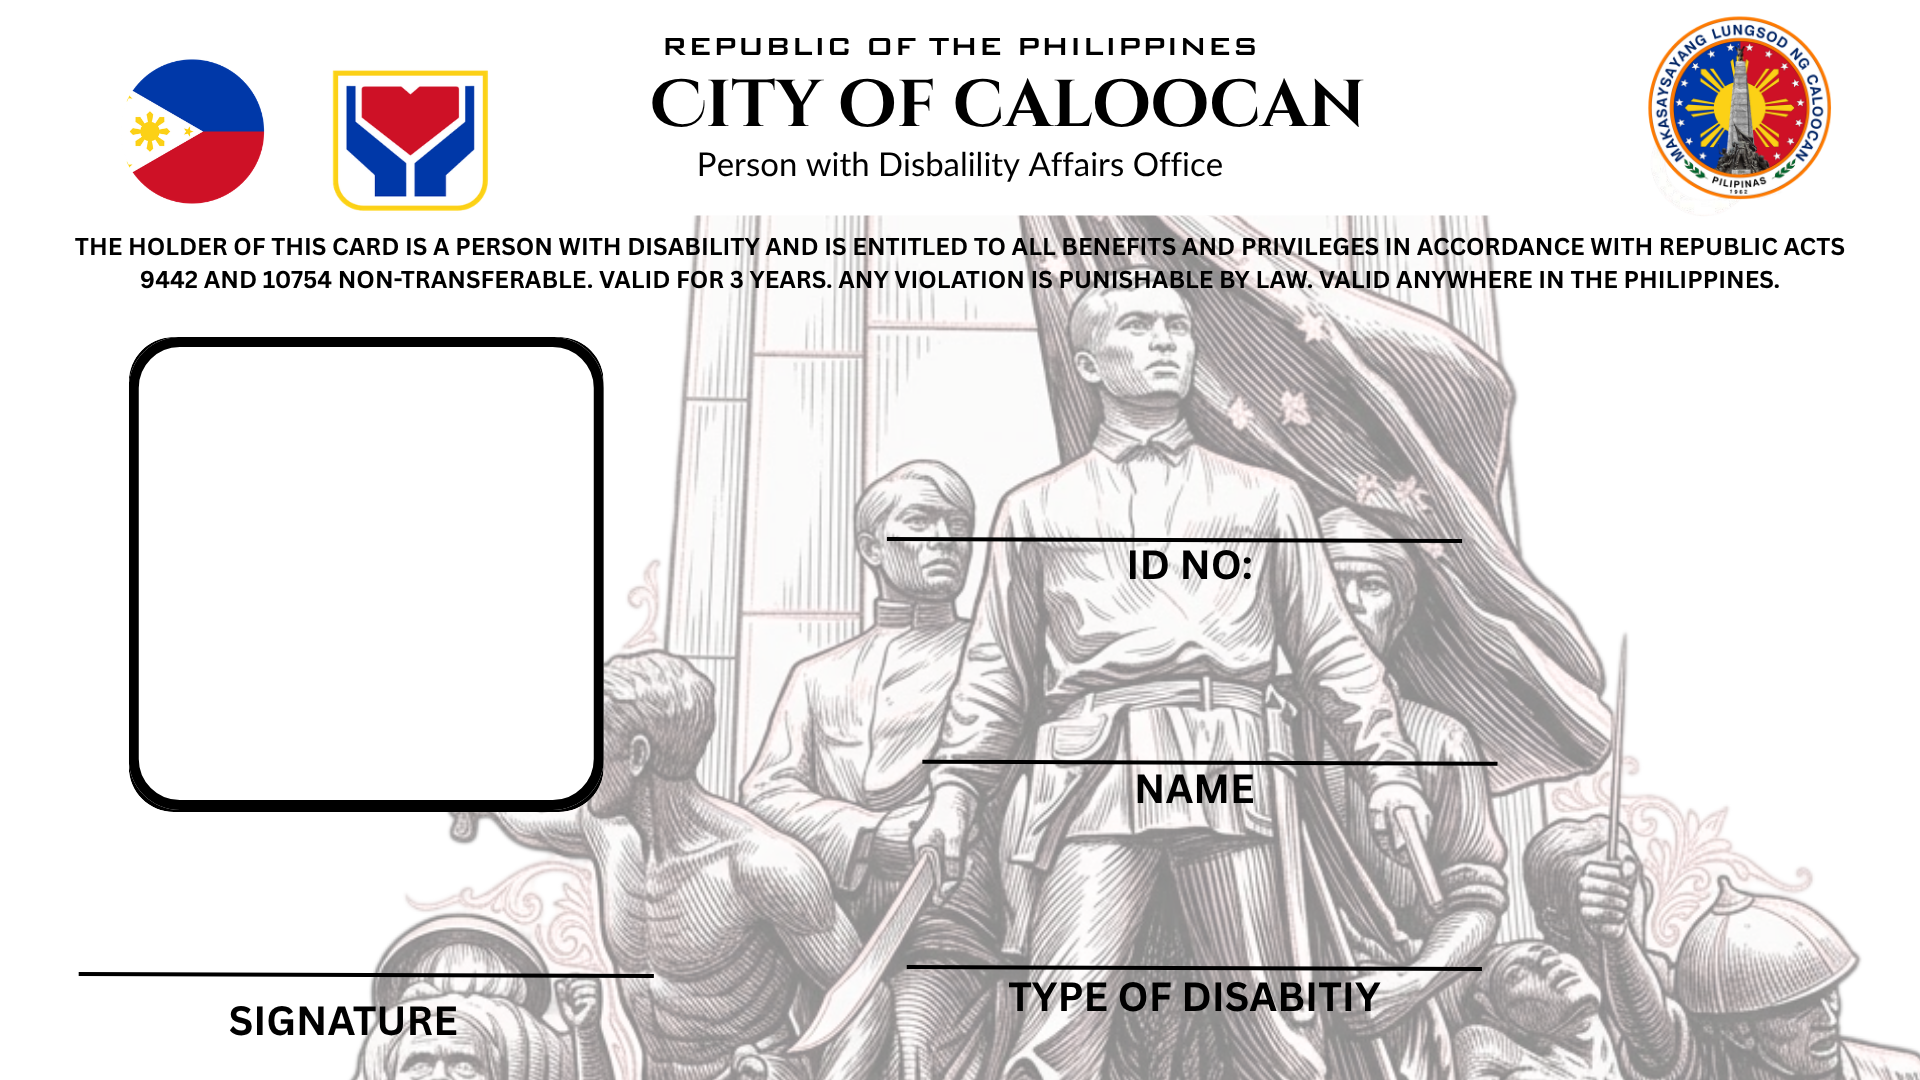 REPUBLIC OF THE PHILIPPINES
CITY OF CALOOCAN
Person with Disbalility Affairs Office
MAKASAYSAYANG LUNGSOD NG CALOOCAN
PILIPINAS
1962
THE HOLDER OF THIS CARD IS A PERSON WITH DISABILITY AND IS ENTITLED TO ALL BENEFITS AND PRIVILEGES IN ACCORDANCE WITH REPUBLIC ACTS
9442 AND 10754 NON-TRANSFERABLE. VALID FOR 3 YEARS. ANY VIOLATION IS PUNISHABLE BY LAW. VALID ANYWHERE IN THE PHILIPPINES.
ID NO:
NAME
TYPE OF DISABITIY
SIGNATURE